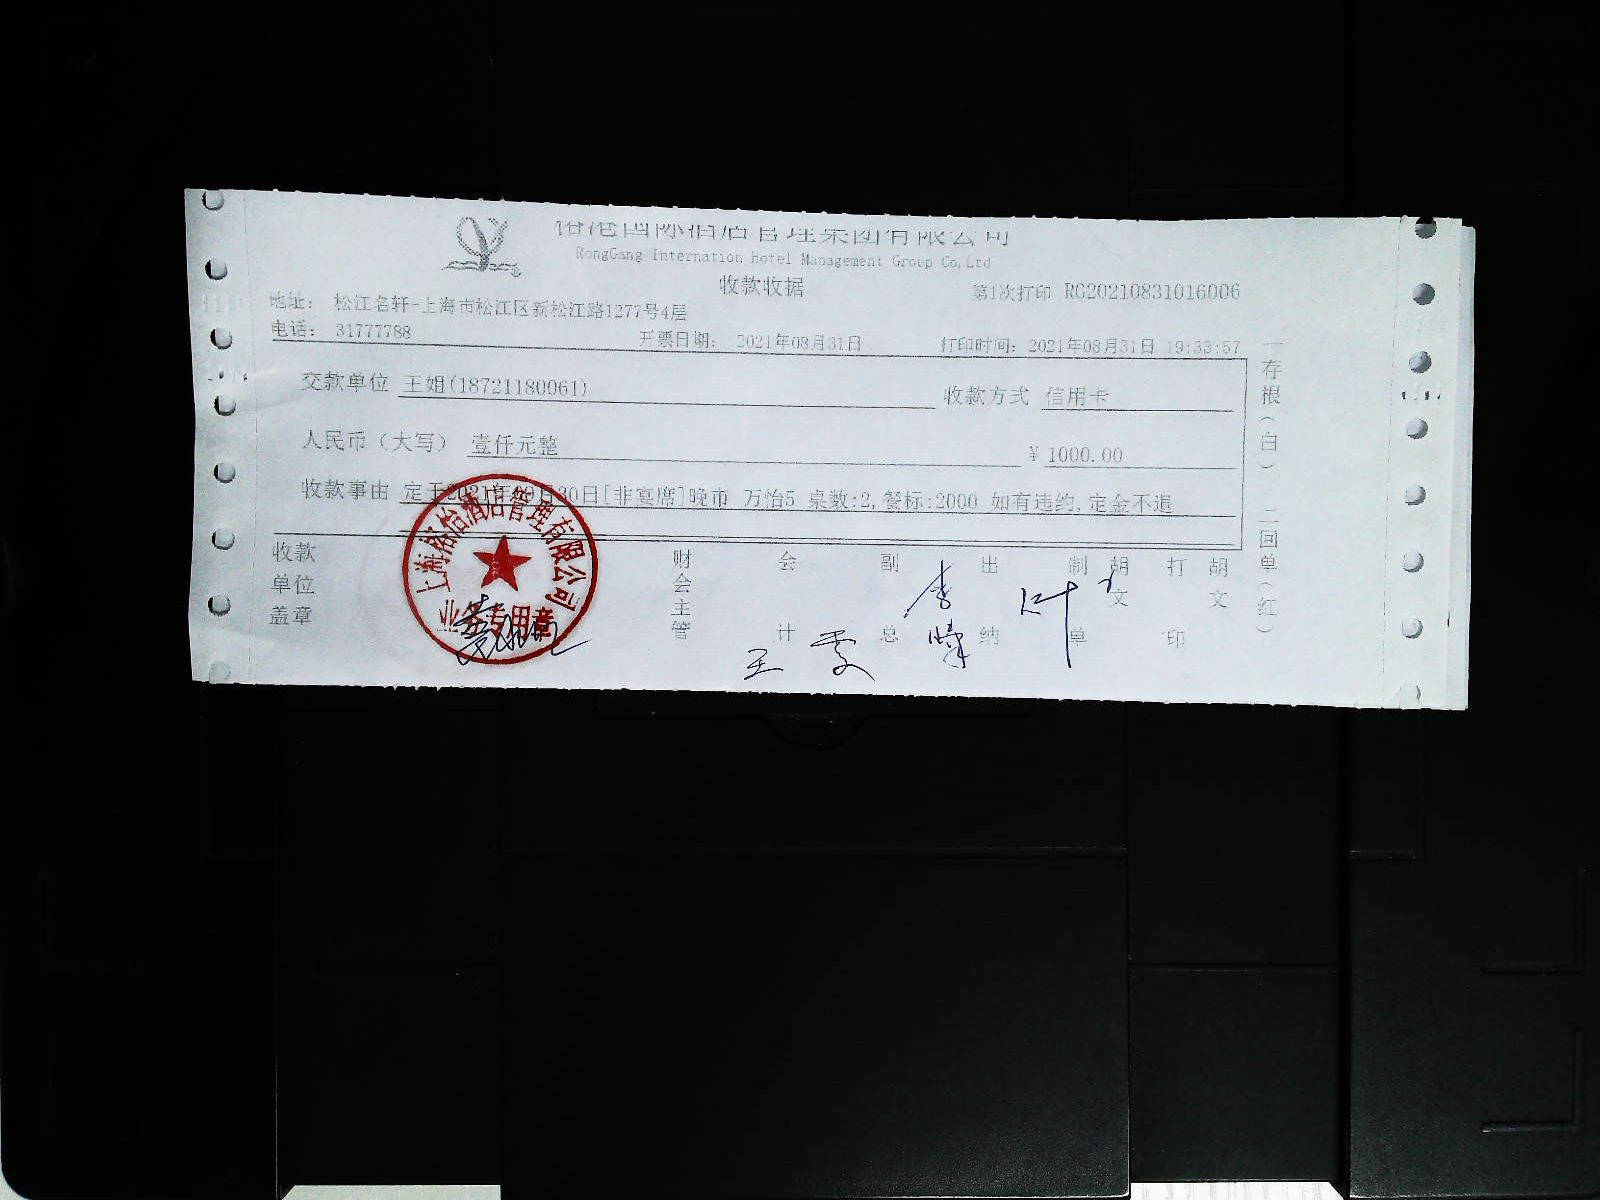 国际酒店管理集团有限公司
RongGang Internation Hotel Management Group Co,Ltd
收款收据
第1次打印 RC20210831016006
地址： 松江名轩-上海市松江区新松江路1277号4层
电话： 31777788
开票日期： 2021年08月31日
打印时间：2021年08月31日 19:33:57
交款单位 王姐(18721180061)
收款方式 信用卡
人民币（大写） 壹仟元整
￥1000.00
收款事由 定于2021年 月30日[非宴席]晚市 万怡5 桌数:2,餐标:2000 如有违约,定金不退
收款单位盖章
财会主管
会计
副总
出纳
制单
胡文
打印
胡文
一存根（白） 二回单（红）
上海 怡酒店管理有限公司
业务专用章
王雯
李
叶